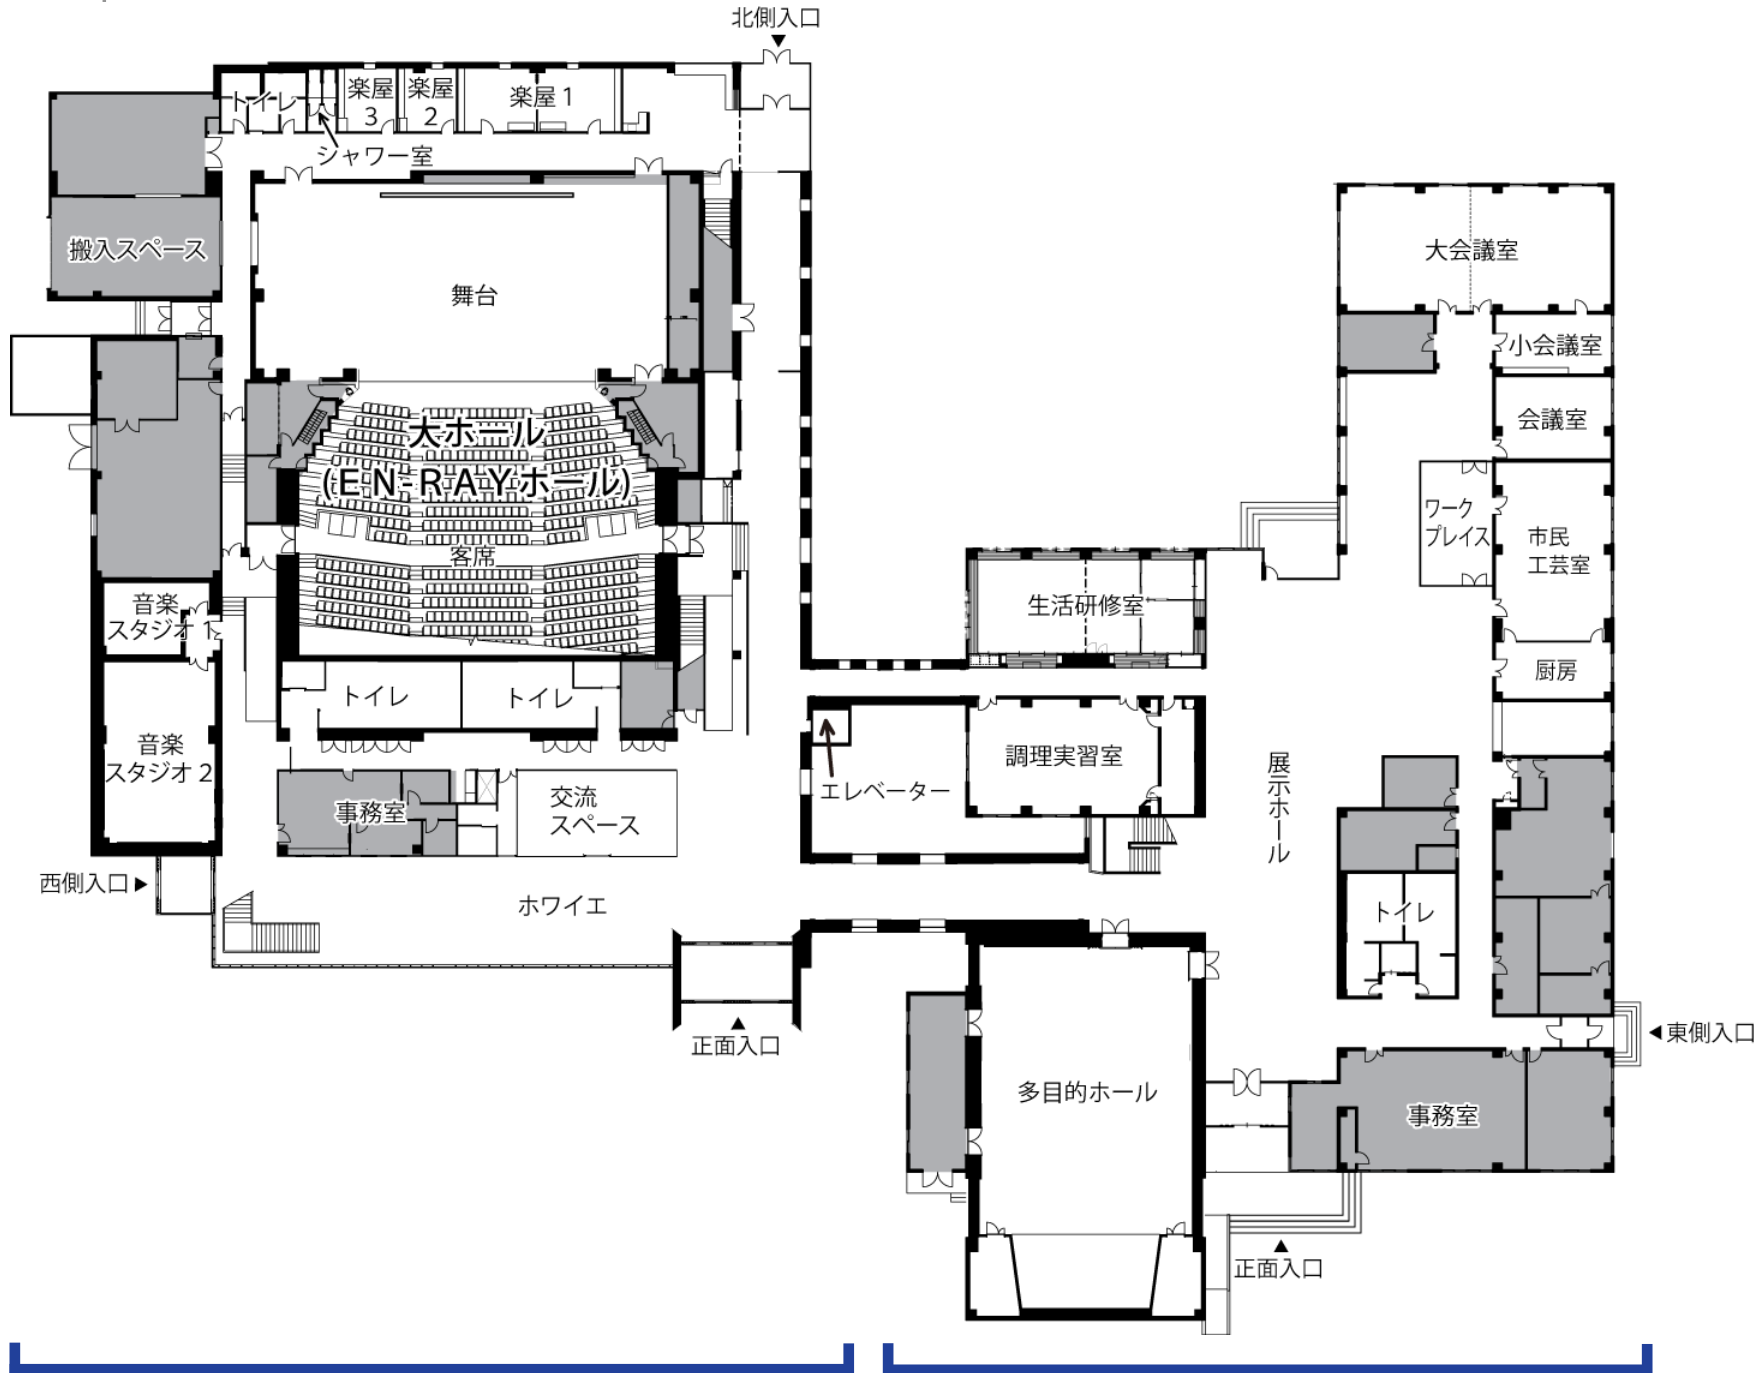 北側入口
トイレ
楽屋
3
楽屋
2
楽屋 1
シャワー室
搬入スペース
舞台
大ホール
(EN-RAYホール)
客席
音楽
スタジオ 1
音楽
スタジオ 2
トイレ
トイレ
事務室
交流
スペース
西側入口
ホワイエ
正面入口
エレベーター
生活研修室
調理実習室
展示ホール
大会議室
小会議室
会議室
ワーク
プレイス
市民
工芸室
厨房
トイレ
東側入口
多目的ホール
事務室
正面入口